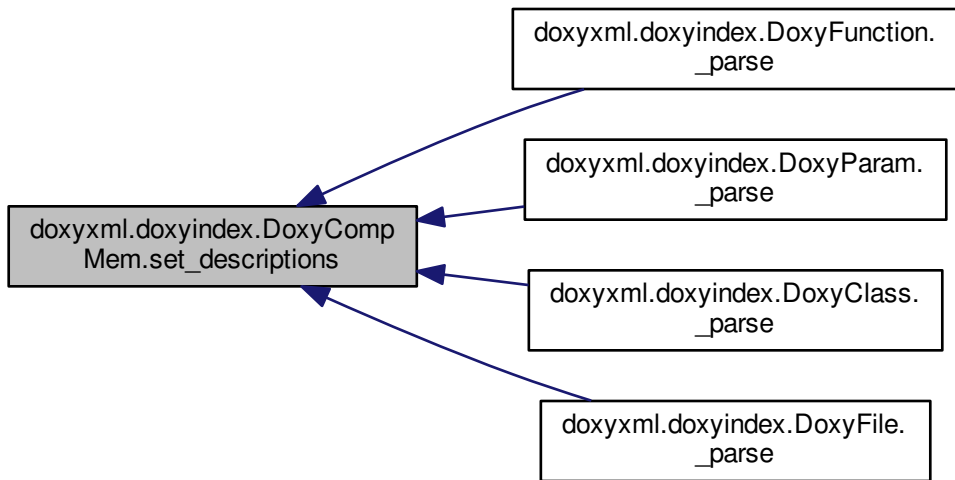 doxyxml.doxyindex.DoxyFunction.
_parse
doxyxml.doxyindex.DoxyParam.
_parse
doxyxml.doxyindex.DoxyComp
Mem.set_descriptions
doxyxml.doxyindex.DoxyClass.
_parse
doxyxml.doxyindex.DoxyFile.
_parse